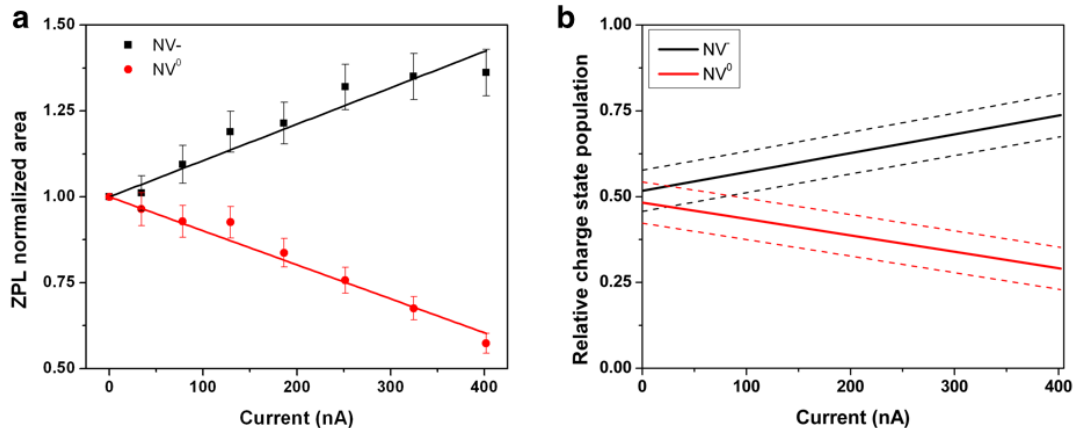 a
1.50
1.25
1.00
0.75
0.50
ZPL normalized area
NV-
NV⁰
0
100
200
300
400
Current (nA)
b
1.00
0.75
0.50
0.25
0.00
Relative charge state population
NV⁻
NV⁰
0
100
200
300
400
Current (nA)